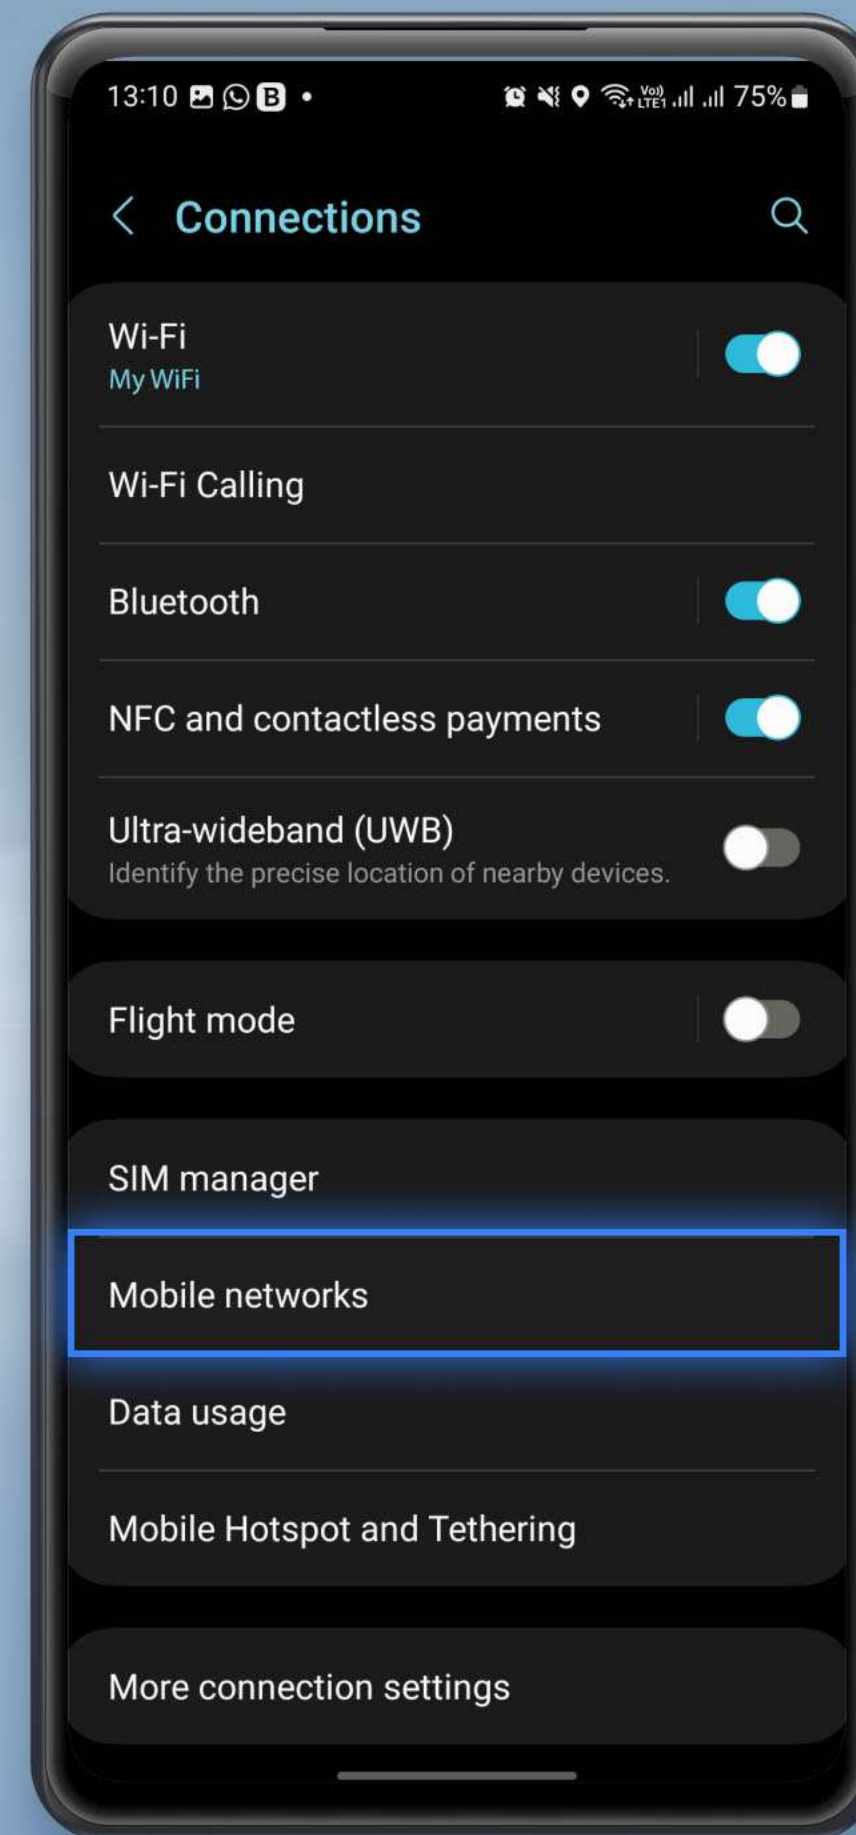 13:10 B 75%
Vo))
LTE1
Connections
Wi-Fi
My WiFi
Wi-Fi Calling
Bluetooth
NFC and contactless payments
Ultra-wideband (UWB)
Identify the precise location of nearby devices.
Flight mode
SIM manager
Mobile networks
Data usage
Mobile Hotspot and Tethering
More connection settings